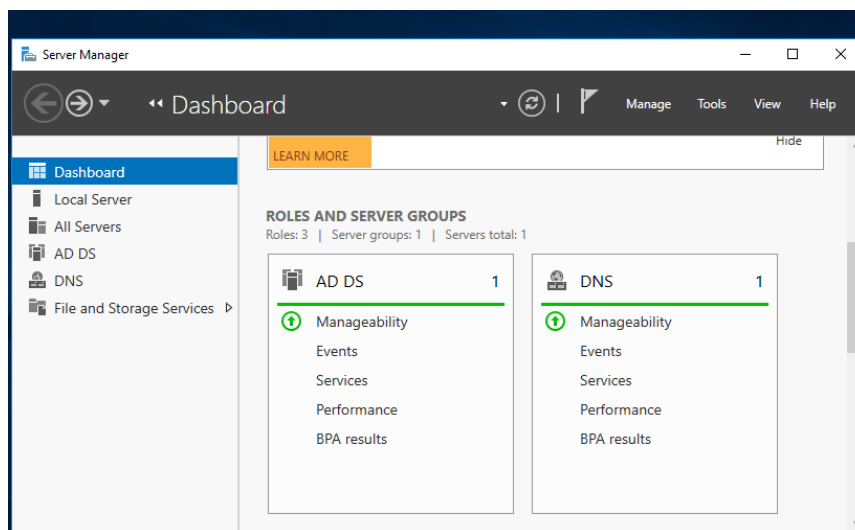 Server Manager
Dashboard
Manage Tools View Help
Dashboard
Local Server
All Servers
AD DS
DNS
File and Storage Services
LEARN MORE
Hide
ROLES AND SERVER GROUPS
Roles: 3 | Server groups: 1 | Servers total: 1
AD DS 1
Manageability
Events
Services
Performance
BPA results
DNS 1
Manageability
Events
Services
Performance
BPA results